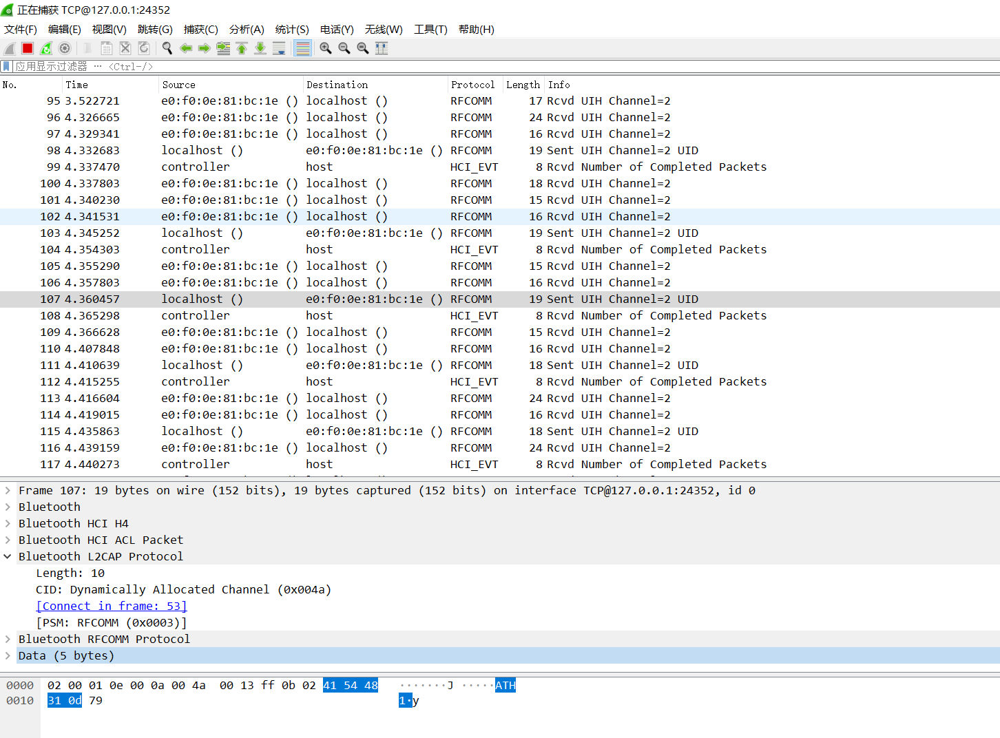 正在捕获 TCP@127.0.0.1:24352
文件(F) 编辑(E) 视图(V) 跳转(G) 捕获(C) 分析(A) 统计(S) 电话(Y) 无线(W) 工具(T) 帮助(H)
应用显示过滤器 … <Ctrl-/>
No. Time Source Destination Protocol Length Info
95 3.522721 e0:f0:0e:81:bc:1e () localhost () RFCOMM 17 Rcvd UIH Channel=2
96 4.326665 e0:f0:0e:81:bc:1e () localhost () RFCOMM 24 Rcvd UIH Channel=2
97 4.329341 e0:f0:0e:81:bc:1e () localhost () RFCOMM 16 Rcvd UIH Channel=2
98 4.332683 localhost () e0:f0:0e:81:bc:1e () RFCOMM 19 Sent UIH Channel=2 UID
99 4.337470 controller host HCI_EVT 8 Rcvd Number of Completed Packets
100 4.337803 e0:f0:0e:81:bc:1e () localhost () RFCOMM 18 Rcvd UIH Channel=2
101 4.340230 e0:f0:0e:81:bc:1e () localhost () RFCOMM 15 Rcvd UIH Channel=2
102 4.341531 e0:f0:0e:81:bc:1e () localhost () RFCOMM 16 Rcvd UIH Channel=2
103 4.345252 localhost () e0:f0:0e:81:bc:1e () RFCOMM 19 Sent UIH Channel=2 UID
104 4.354303 controller host HCI_EVT 8 Rcvd Number of Completed Packets
105 4.355290 e0:f0:0e:81:bc:1e () localhost () RFCOMM 15 Rcvd UIH Channel=2
106 4.357803 e0:f0:0e:81:bc:1e () localhost () RFCOMM 16 Rcvd UIH Channel=2
107 4.360457 localhost () e0:f0:0e:81:bc:1e () RFCOMM 19 Sent UIH Channel=2 UID
108 4.365298 controller host HCI_EVT 8 Rcvd Number of Completed Packets
109 4.366628 e0:f0:0e:81:bc:1e () localhost () RFCOMM 15 Rcvd UIH Channel=2
110 4.407848 e0:f0:0e:81:bc:1e () localhost () RFCOMM 16 Rcvd UIH Channel=2
111 4.410639 localhost () e0:f0:0e:81:bc:1e () RFCOMM 18 Sent UIH Channel=2 UID
112 4.415255 controller host HCI_EVT 8 Rcvd Number of Completed Packets
113 4.416604 e0:f0:0e:81:bc:1e () localhost () RFCOMM 24 Rcvd UIH Channel=2
114 4.419015 e0:f0:0e:81:bc:1e () localhost () RFCOMM 16 Rcvd UIH Channel=2
115 4.435863 localhost () e0:f0:0e:81:bc:1e () RFCOMM 18 Sent UIH Channel=2 UID
116 4.439159 e0:f0:0e:81:bc:1e () localhost () RFCOMM 24 Rcvd UIH Channel=2
117 4.440273 controller host HCI_EVT 8 Rcvd Number of Completed Packets
Frame 107: 19 bytes on wire (152 bits), 19 bytes captured (152 bits) on interface TCP@127.0.0.1:24352, id 0
Bluetooth
Bluetooth HCI H4
Bluetooth HCI ACL Packet
Bluetooth L2CAP Protocol
Length: 10
CID: Dynamically Allocated Channel (0x004a)
[Connect in frame: 53]
[PSM: RFCOMM (0x0003)]
Bluetooth RFCOMM Protocol
Data (5 bytes)
0000 02 00 01 0e 00 0a 00 4a 00 13 ff 0b 02 41 54 48 ·······J ·····ATH
0010 31 0d 79 1·y